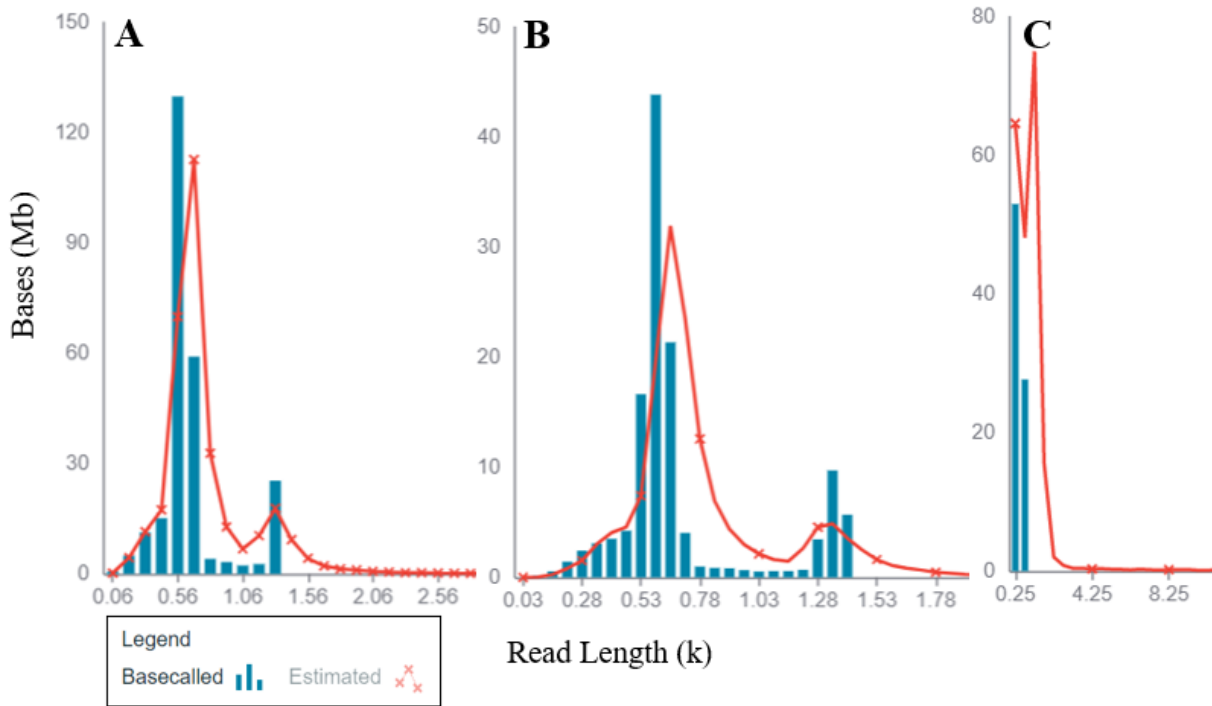 A
B
C
Bases (Mb)
150
120
90
60
30
0
0.06 0.56 1.06 1.56 2.06 2.56
50
40
30
20
10
0
0.03 0.28 0.53 0.78 1.03 1.28 1.53 1.78
80
60
40
20
0
0.25 4.25 8.25
Read Length (k)
Legend
Basecalled Estimated